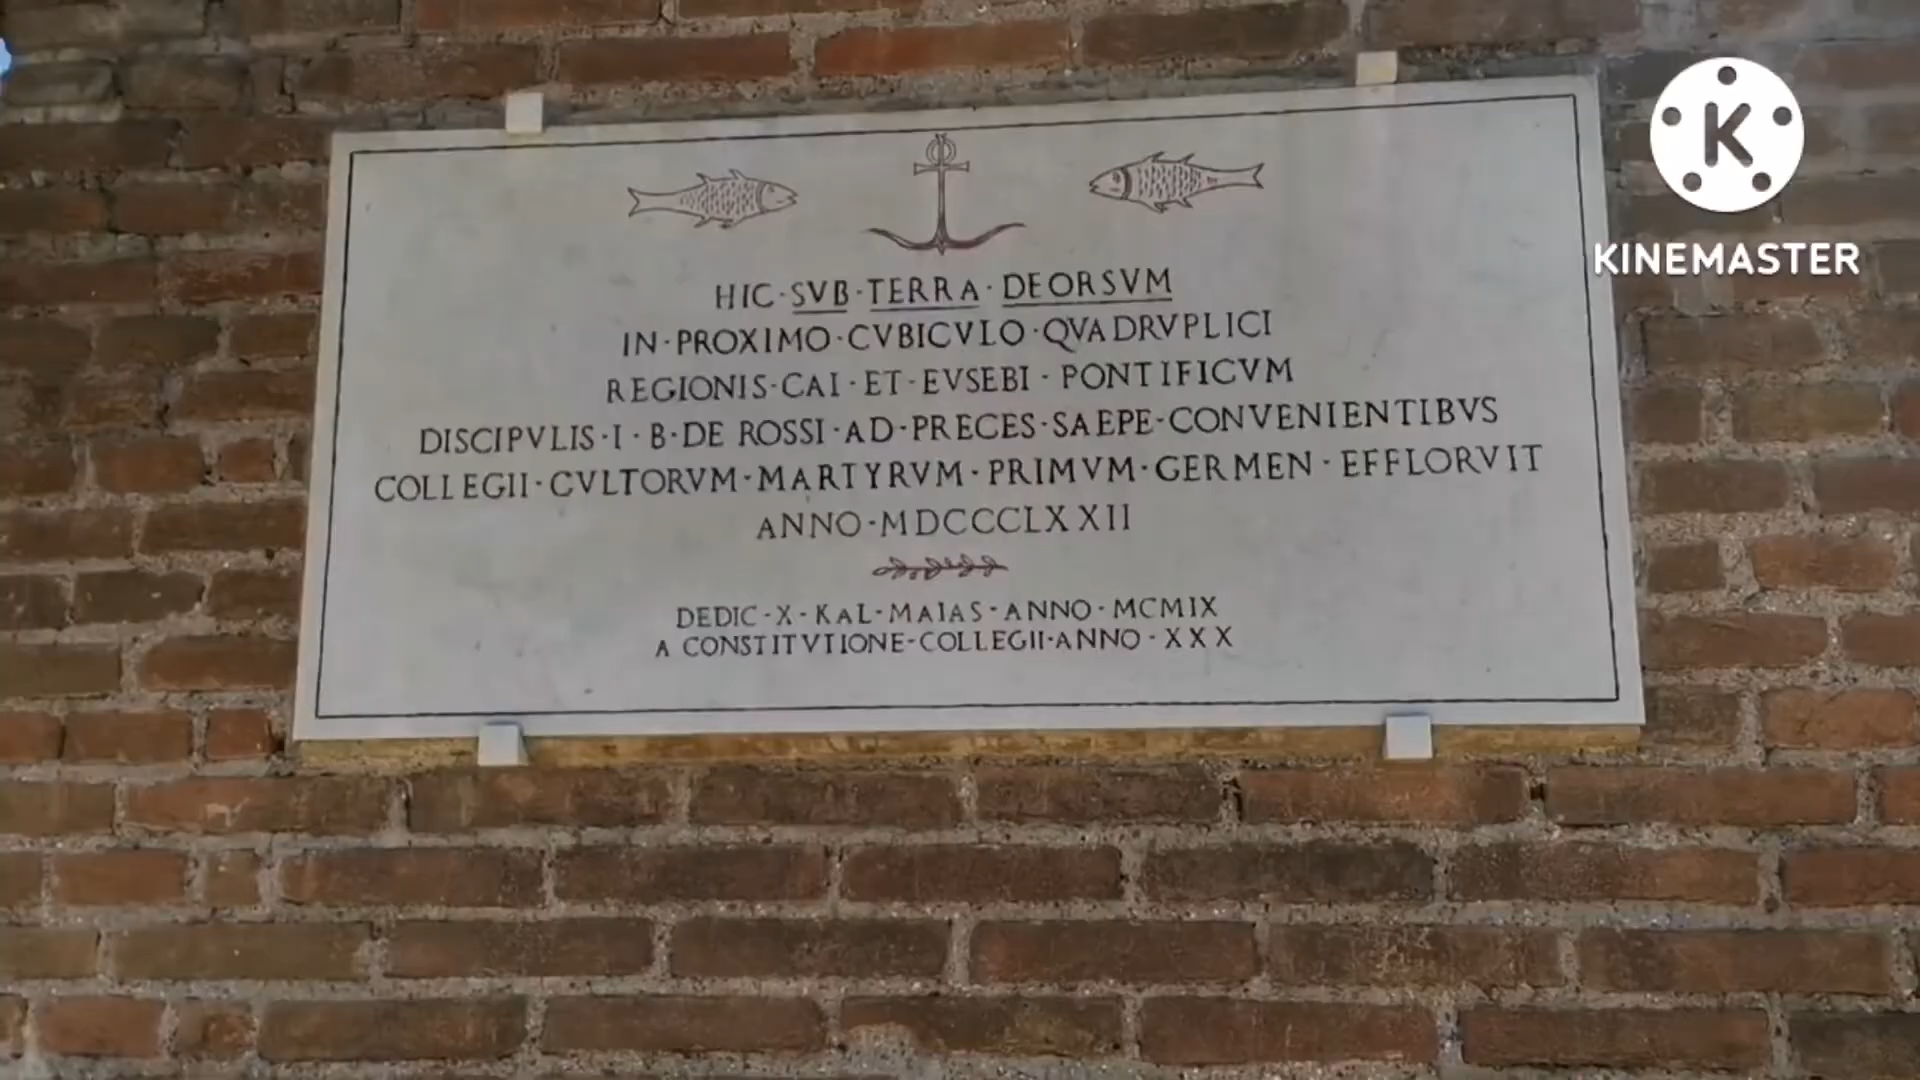 HIC·SVB·TERRA·DEORSVM
IN·PROXIMO·CVBICVLO·QVADRVPLICI
REGIONIS·CAI·ET·EVSEBI·PONTIFICVM
DISCIPVLIS·I·B·DE ROSSI·AD·PRECES·SAEPE·CONVENIENTIBVS
COLLEGII·CVLTORVM·MARTYRVM·PRIMVM·GERMEN·EFFLORVIT
ANNO·MDCCCLXXII
DEDIC·X·KAL·MAIAS·ANNO·MCMIX
A CONSTITVTIONE·COLLEGII·ANNO·XXX
K
KINEMASTER